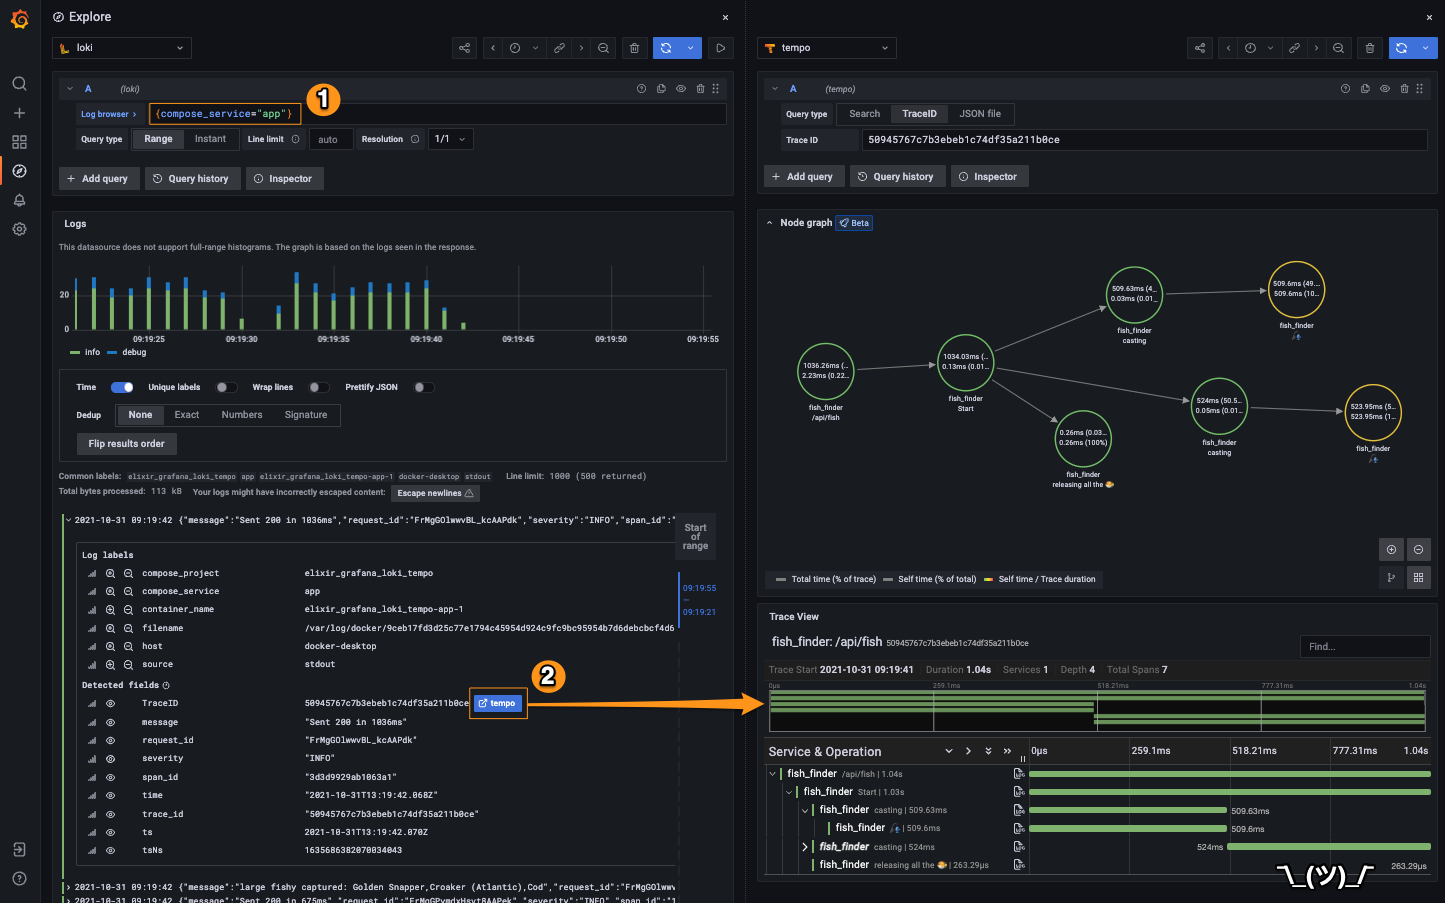 Explore
loki
A (loki)
1
Log browser > {compose_service="app"}
Query type Range Instant Line limit auto Resolution 1/1
+ Add query Query history Inspector
Logs
This datasource does not support full-range histograms. The graph is based on the logs seen in the response.
20
0
09:19:25 09:19:30 09:19:35 09:19:40 09:19:45 09:19:50 09:19:55
info debug
Time Unique labels Wrap lines Prettify JSON
Dedup None Exact Numbers Signature
Flip results order
Common labels: elixir_grafana_loki_tempo app elixir_grafana_loki_tempo-app-1 docker-desktop stdout Line limit: 1000 (500 returned)
Total bytes processed: 113 kB Your logs might have incorrectly escaped content: Escape newlines
2021-10-31 09:19:42 {"message":"Sent 200 in 1036ms","request_id":"FrMgGOlwwvBL_kcAAPdk","severity":"INFO","span_id":"
Start of range
09:19:55
—
09:19:21
Log labels
compose_project elixir_grafana_loki_tempo
compose_service app
container_name elixir_grafana_loki_tempo-app-1
filename /var/log/docker/9ceb17fd3d25c77e1794c45954d924c9fc9bc95954b7d6debcbcf4d6
host docker-desktop
source stdout
Detected fields
TraceID 50945767c7b3ebeb1c74df35a211b0ce tempo
2
message "Sent 200 in 1036ms"
request_id "FrMgGOlwwvBL_kcAAPdk"
severity "INFO"
span_id "3d3d9929ab1063a1"
time "2021-10-31T13:19:42.068Z"
trace_id "50945767c7b3ebeb1c74df35a211b0ce"
ts 2021-10-31T13:19:42.070Z
tsNs 1635686382070034043
2021-10-31 09:19:42 {"message":"large fishy captured: Golden Snapper,Croaker (Atlantic),Cod","request_id":"FrMgGOlwwv
2021-10-31 09:19:42 {"message":"Sent 200 in 675ms","request_id":
tempo
A (tempo)
Query type Search TraceID JSON file
Trace ID 50945767c7b3ebeb1c74df35a211b0ce
+ Add query Query history Inspector
Node graph Beta
509.63ms (4...
0.03ms (0.01...
fish_finder
casting
509.6ms (49....
509.6ms (10...
fish_finder
🎣
1036.26ms (...
2.23ms (0.22...
fish_finder
/api/fish
1034.03ms (...
0.13ms (0.01...
fish_finder
Start
524ms (50.5...
0.05ms (0.01...
fish_finder
casting
523.95ms (5...
523.95ms (1...
fish_finder
🎣
0.26ms (0.03...
0.26ms (100%)
fish_finder
releasing all the 🐡
Total time (% of trace) Self time (% of total) Self time / Trace duration
Trace View
fish_finder: /api/fish 50945767c7b3ebeb1c74df35a211b0ce
Find...
Trace Start 2021-10-31 09:19:41 Duration 1.04s Services 1 Depth 4 Total Spans 7
0μs 259.1ms 518.21ms 777.31ms 1.04s
Service & Operation 0μs 259.1ms 518.21ms 777.31ms 1.04s
fish_finder /api/fish | 1.04s
fish_finder Start | 1.03s
fish_finder casting | 509.63ms 509.63ms
fish_finder 🎣 | 509.6ms 509.6ms
fish_finder casting | 524ms 524ms
fish_finder releasing all the 🐡 | 263.29μs 263.29μs
¯\_(ツ)_/¯